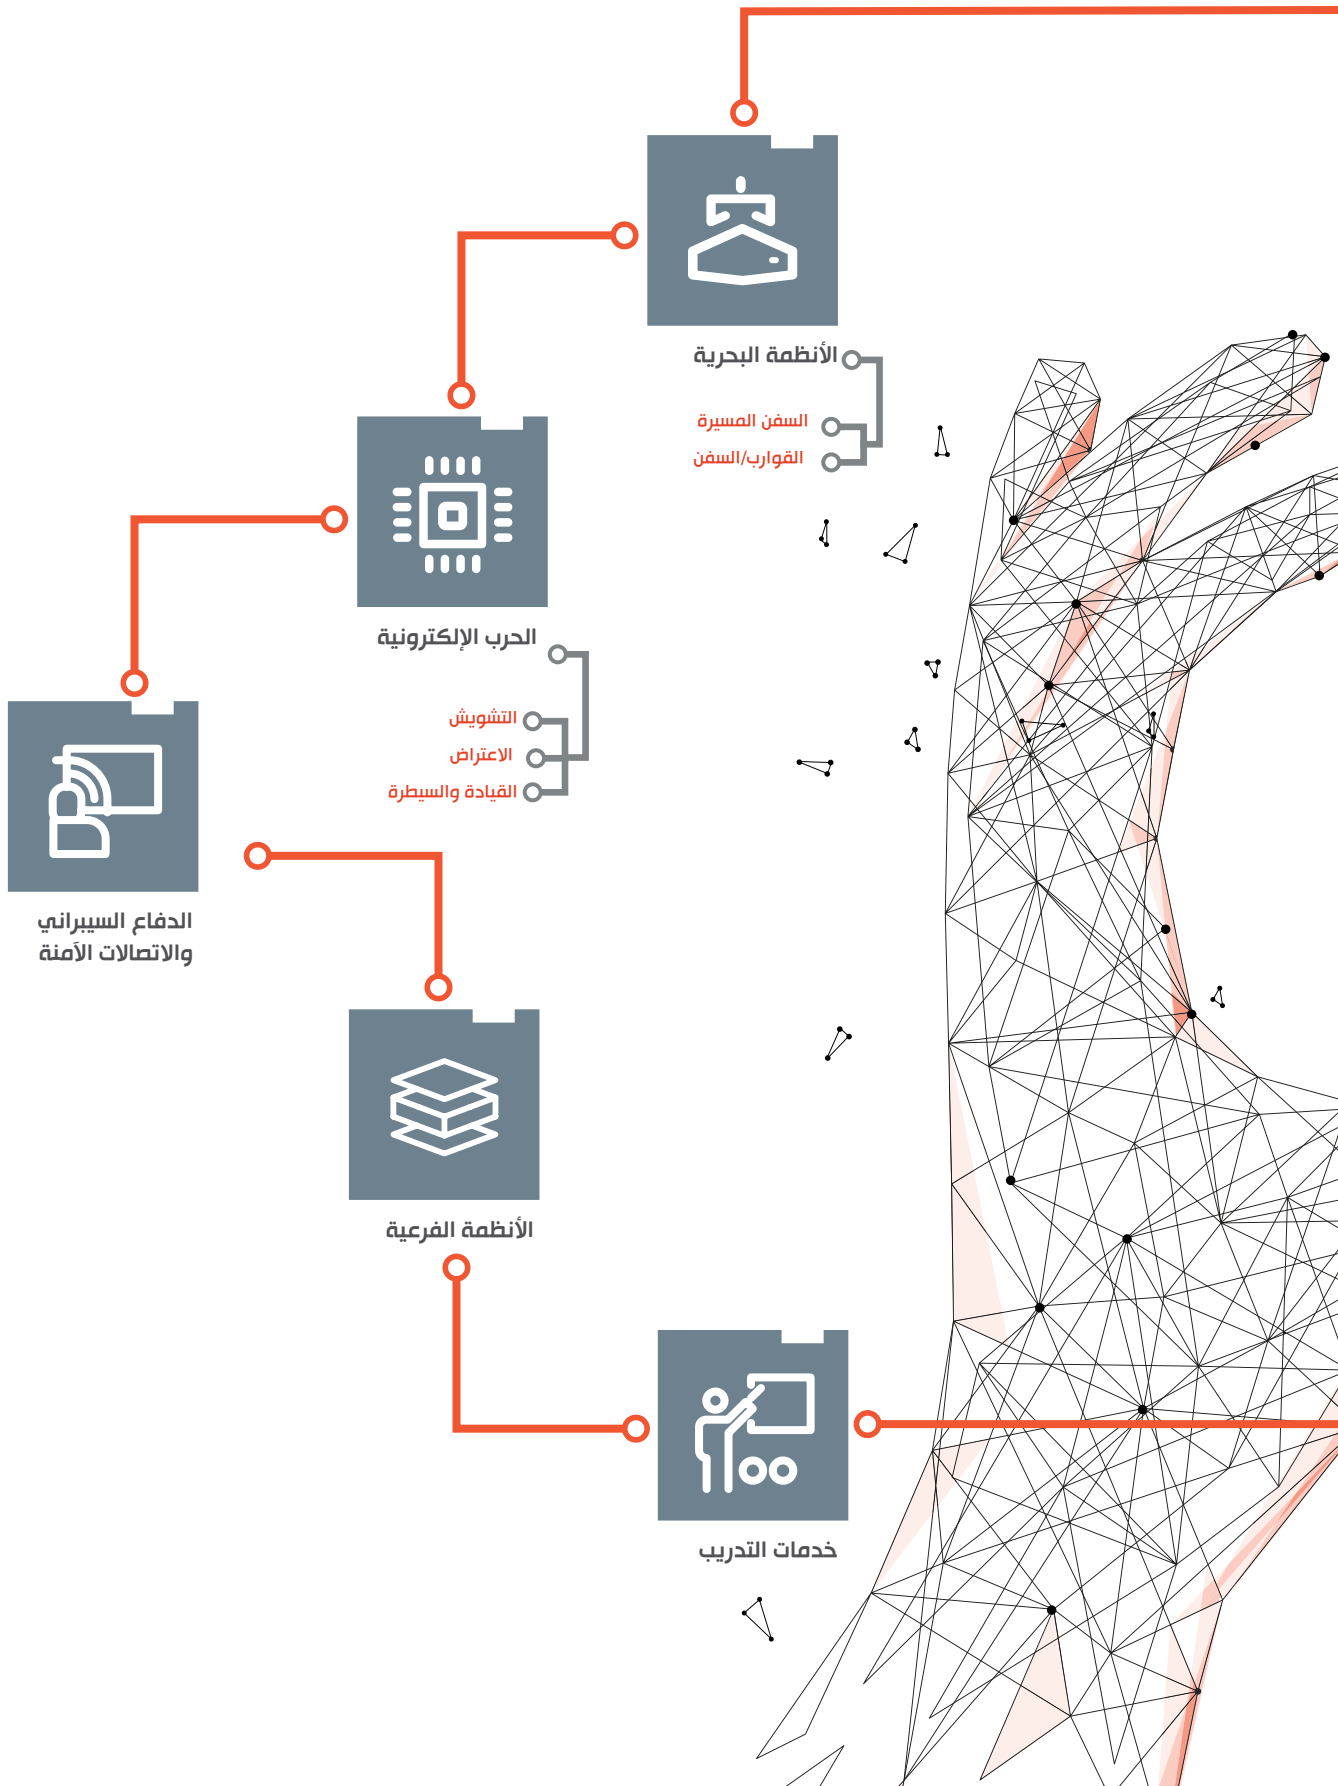 الأنظمة البحرية
السفن المسيرة
القوارب/السفن
الحرب الإلكترونية
التشويش
الاعتراض
القيادة والسيطرة
الدفاع السيبراني
والاتصالات الآمنة
الأنظمة الفرعية
خدمات التدريب